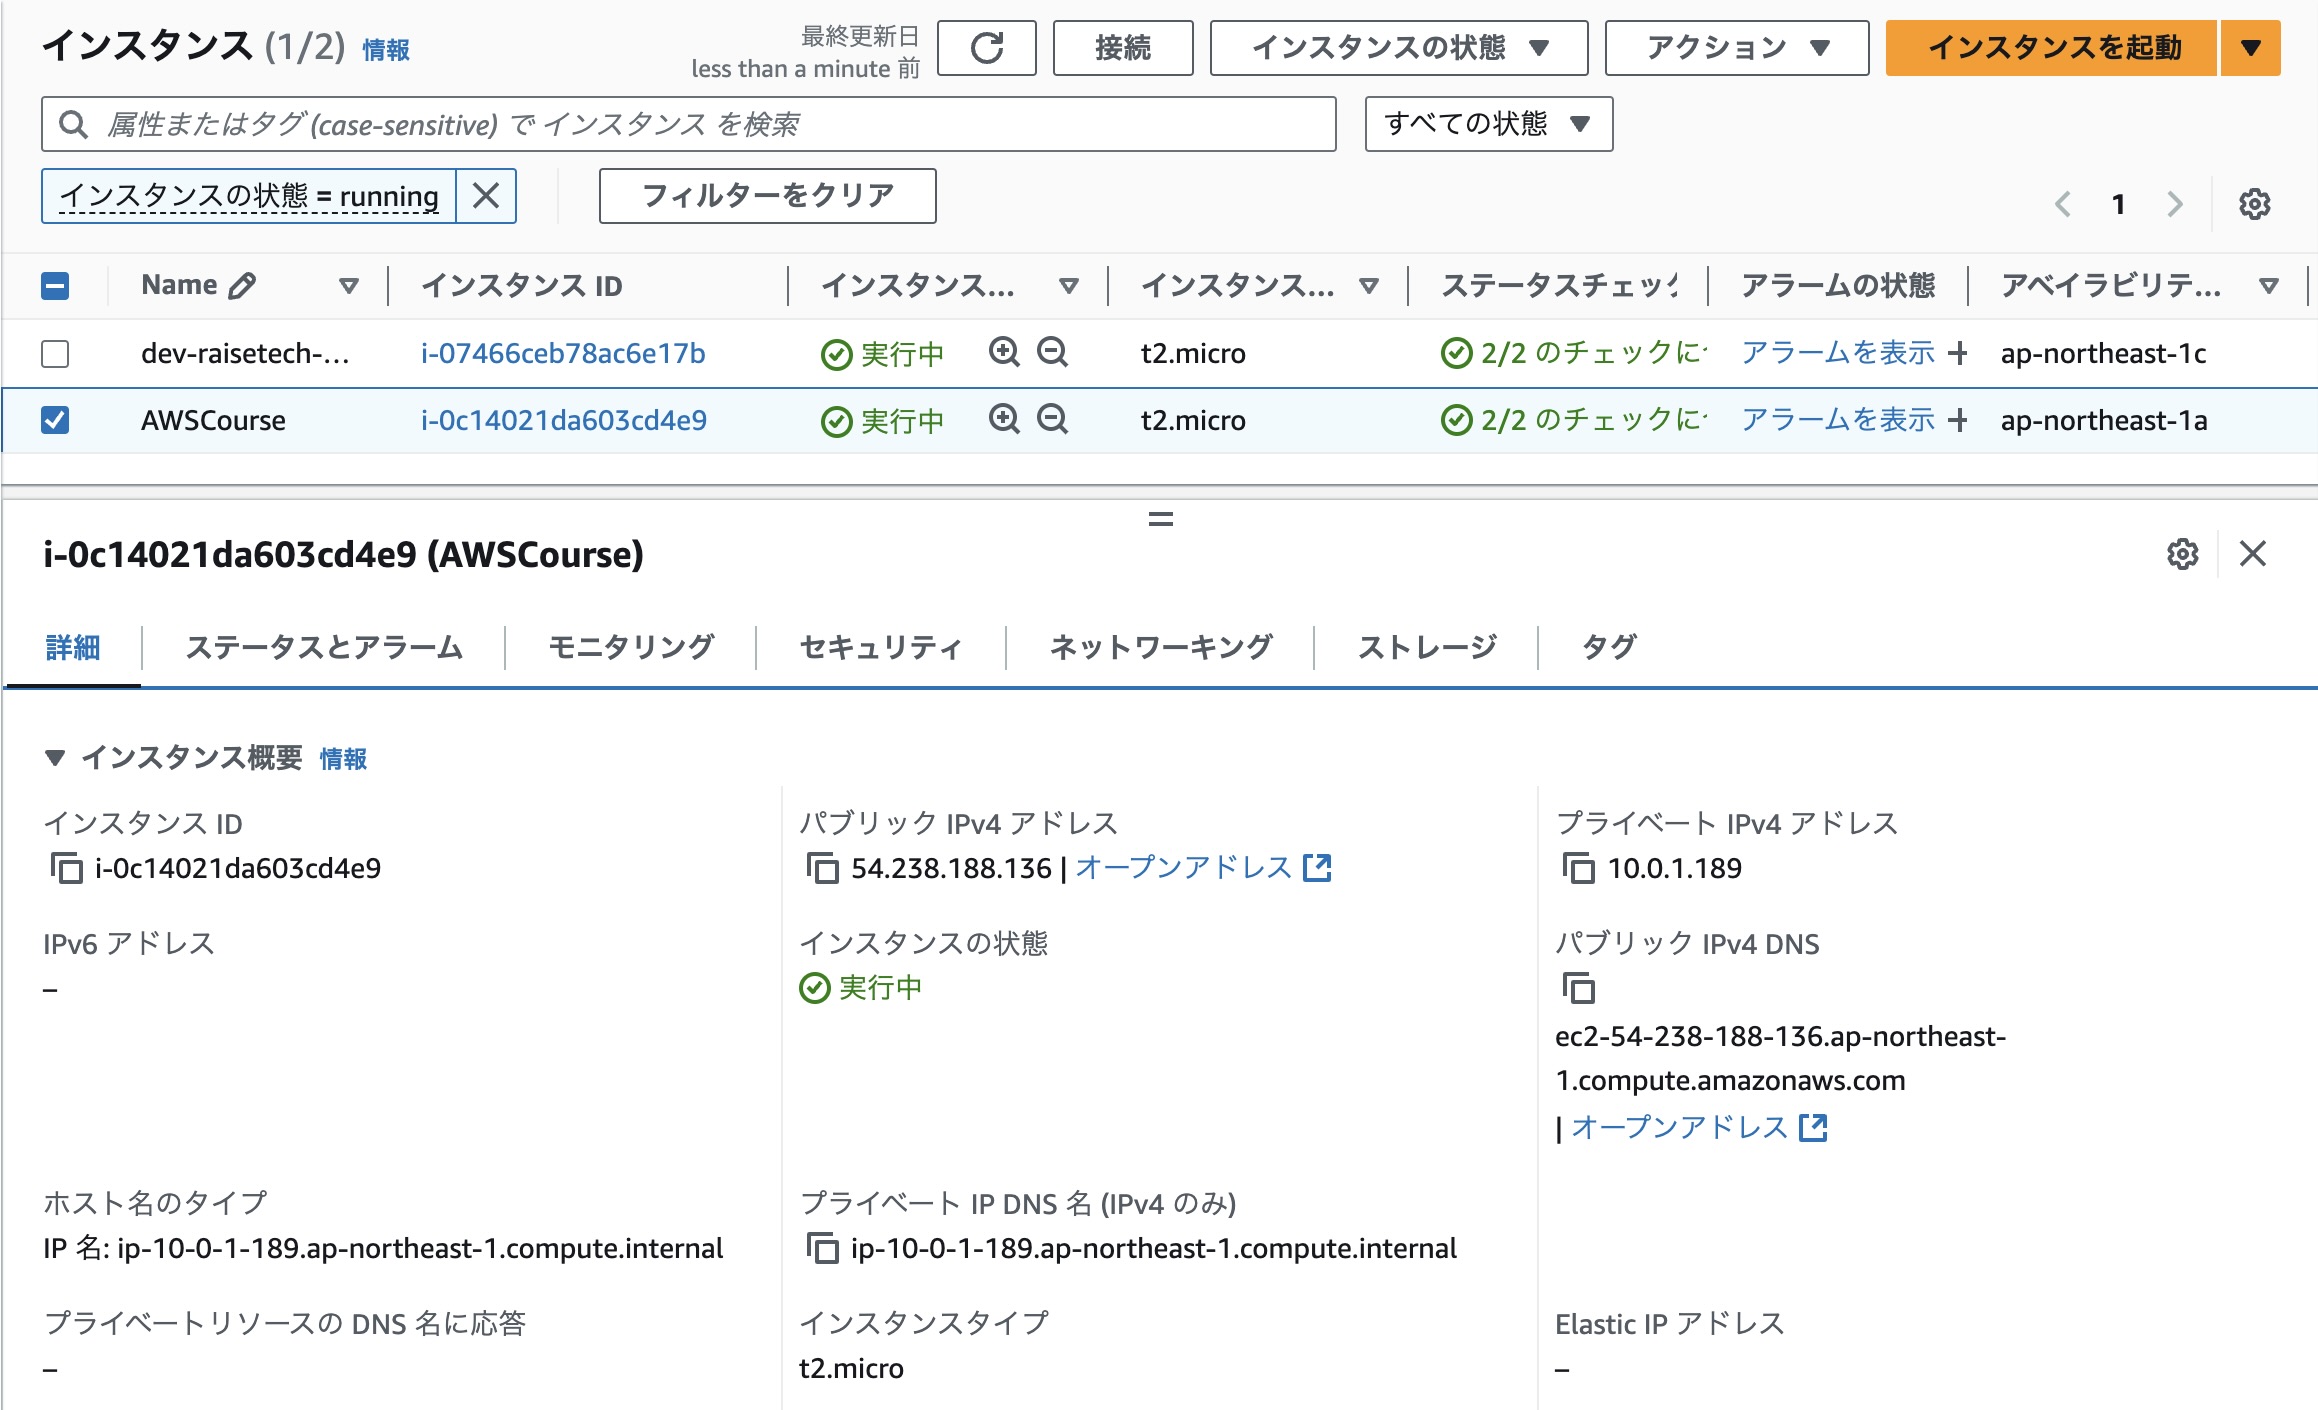 インスタンス (1/2) 情報
最終更新日
less than a minute 前
接続
インスタンスの状態
アクション
インスタンスを起動
属性またはタグ (case-sensitive) で インスタンス を検索
すべての状態
インスタンスの状態 = running
フィルターをクリア
1
Name インスタンス ID インスタンス... インスタンス... ステータスチェック アラームの状態 アベイラビリテ...
dev-raisetech-... i-07466ceb78ac6e17b 実行中 t2.micro 2/2 のチェックに アラームを表示 + ap-northeast-1c
AWSCourse i-0c14021da603cd4e9 実行中 t2.micro 2/2 のチェックに アラームを表示 + ap-northeast-1a
i-0c14021da603cd4e9 (AWSCourse)
詳細 ステータスとアラーム モニタリング セキュリティ ネットワーキング ストレージ タグ
インスタンス概要 情報
インスタンス ID
i-0c14021da603cd4e9
パブリック IPv4 アドレス
54.238.188.136 | オープンアドレス
プライベート IPv4 アドレス
10.0.1.189
IPv6 アドレス
–
インスタンスの状態
実行中
パブリック IPv4 DNS
ec2-54-238-188-136.ap-northeast-
1.compute.amazonaws.com
| オープンアドレス
ホスト名のタイプ
IP 名: ip-10-0-1-189.ap-northeast-1.compute.internal
プライベート IP DNS 名 (IPv4 のみ)
ip-10-0-1-189.ap-northeast-1.compute.internal
プライベートリソースの DNS 名に応答
–
インスタンスタイプ
t2.micro
Elastic IP アドレス
–